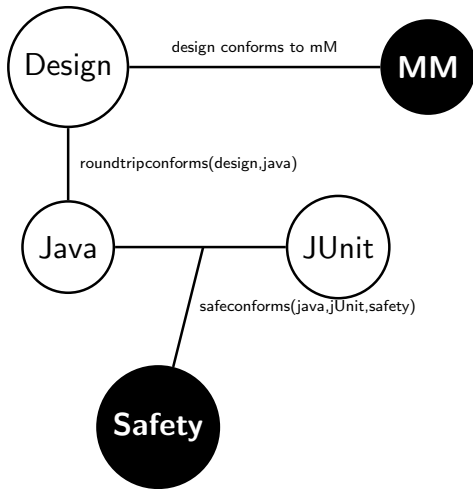 Design
design conforms to mM
MM
roundtripconforms(design,java)
Java
JUnit
safeconforms(java,jUnit,safety)
Safety